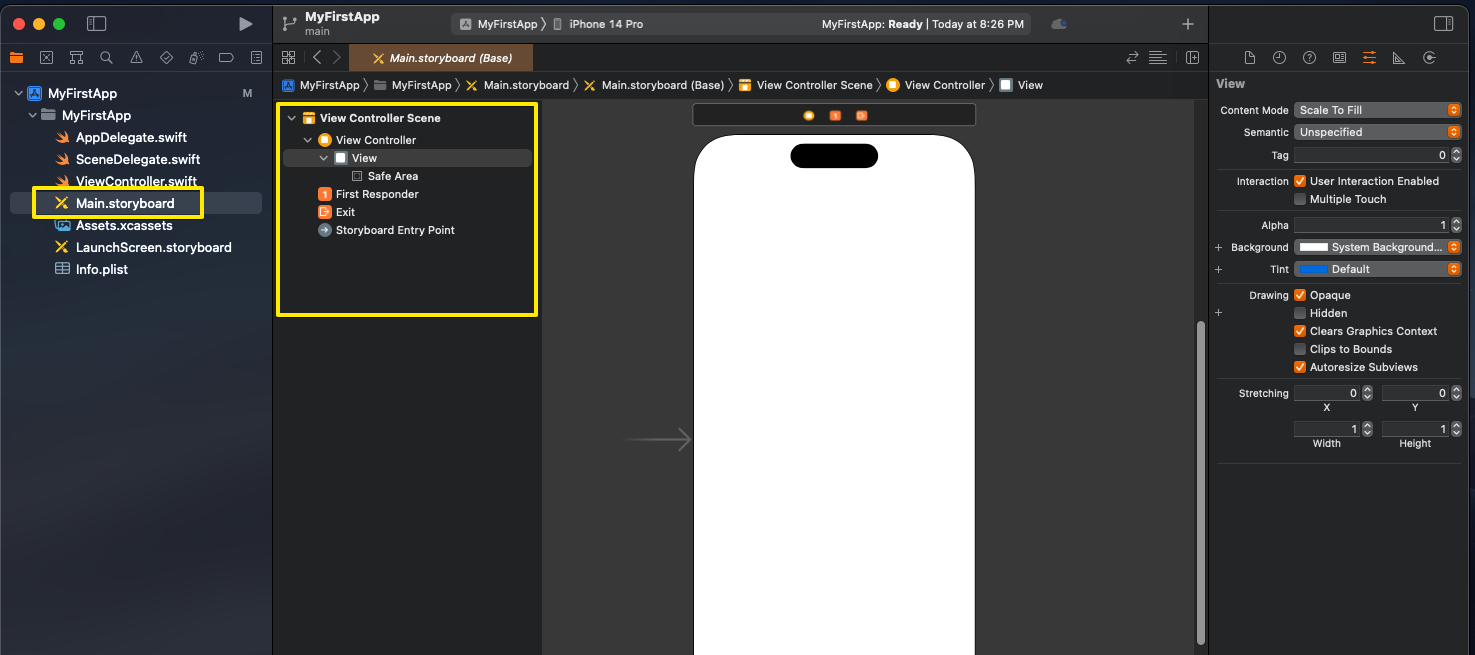 MyFirstApp
main
MyFirstApp
iPhone 14 Pro
MyFirstApp: Ready | Today at 8:26 PM
Main.storyboard (Base)
MyFirstApp
MyFirstApp
Main.storyboard
Main.storyboard (Base)
View Controller Scene
View Controller
View
MyFirstApp M
MyFirstApp
AppDelegate.swift
SceneDelegate.swift
ViewController.swift
Main.storyboard
Assets.xcassets
LaunchScreen.storyboard
Info.plist
View Controller Scene
View Controller
View
Safe Area
1 First Responder
Exit
Storyboard Entry Point
1
View
Content Mode Scale To Fill
Semantic Unspecified
Tag 0
Interaction User Interaction Enabled
Multiple Touch
Alpha 1
+ Background System Background...
+ Tint Default
Drawing Opaque
+ Hidden
Clears Graphics Context
Clips to Bounds
Autoresize Subviews
Stretching 0 0
X Y
1 1
Width Height